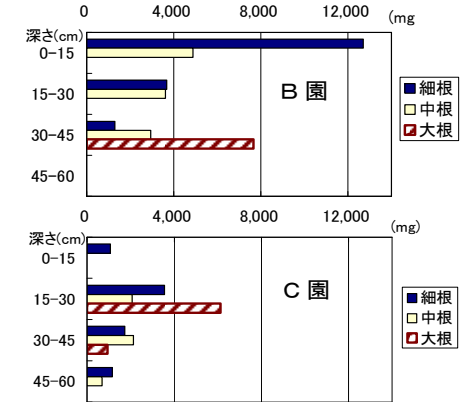 0 4,000 8,000 12,000 (mg
深さ(cm)
0-15
15-30
30-45
45-60
B 園
細根
中根
大根
0 4,000 8,000 12,000 (mg)
深さ(cm)
0-15
15-30
30-45
45-60
C 園
細根
中根
大根